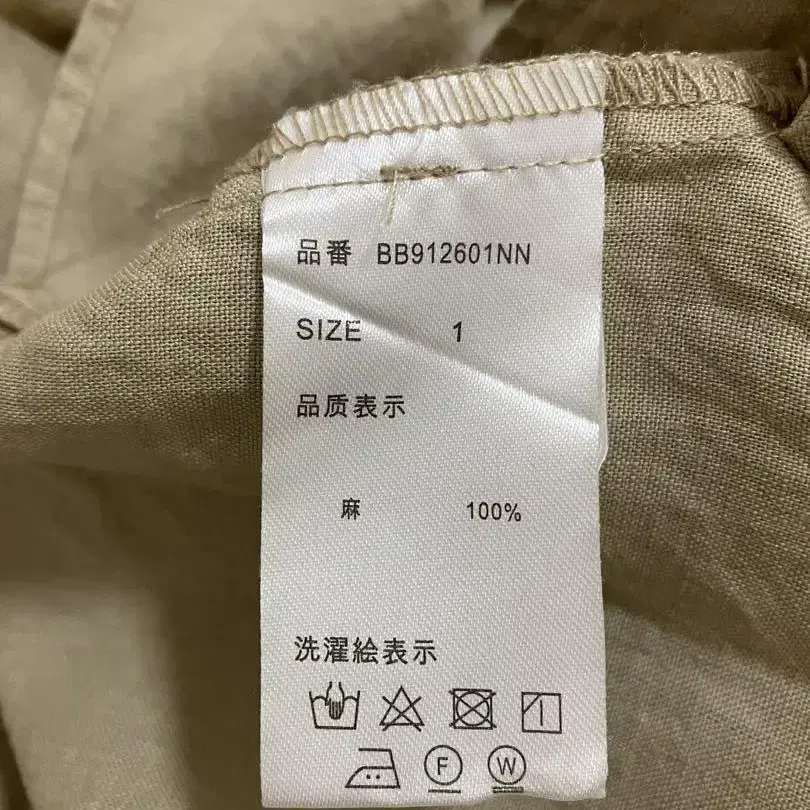 品番 BB912601NN
SIZE 1
品质表示
麻 100%
洗濯絵表示
F W